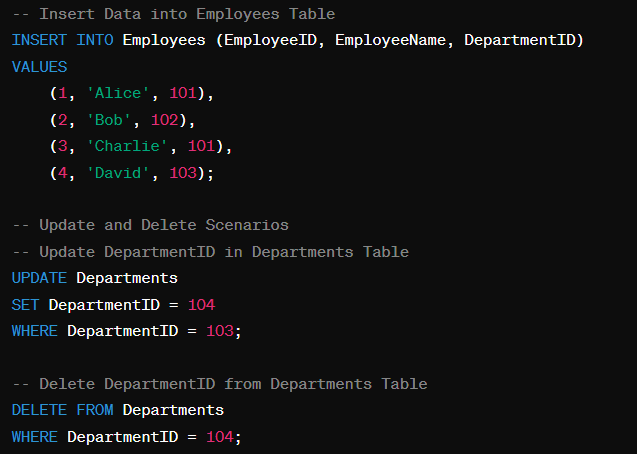 -- Insert Data into Employees Table
INSERT INTO Employees (EmployeeID, EmployeeName, DepartmentID)
VALUES
    (1, 'Alice', 101),
    (2, 'Bob', 102),
    (3, 'Charlie', 101),
    (4, 'David', 103);

-- Update and Delete Scenarios
-- Update DepartmentID in Departments Table
UPDATE Departments
SET DepartmentID = 104
WHERE DepartmentID = 103;

-- Delete DepartmentID from Departments Table
DELETE FROM Departments
WHERE DepartmentID = 104;